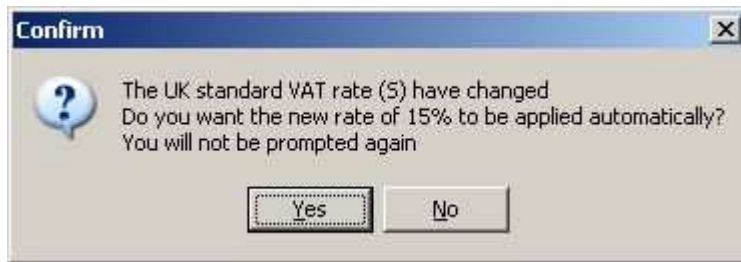 Confirm
The UK standard VAT rate (S) have changed
Do you want the new rate of 15% to be applied automatically?
You will not be prompted again
Yes No